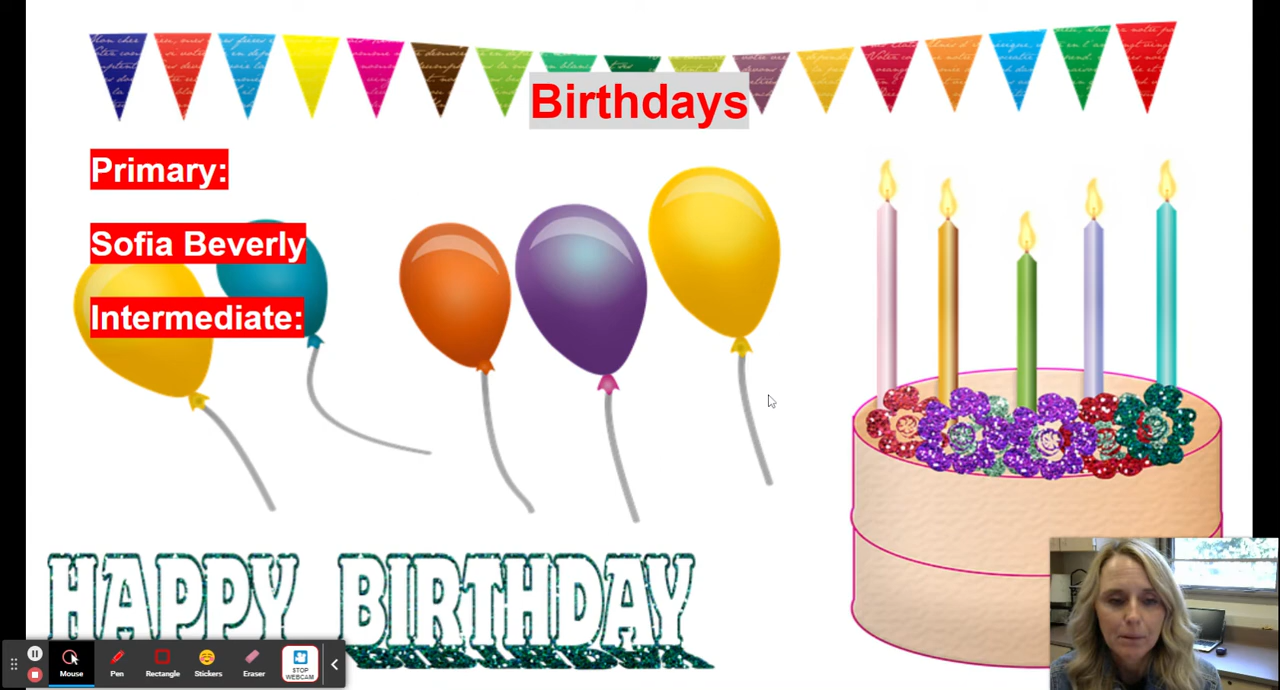 Birthdays
Primary:
Sofia Beverly
Intermediate:
HAPPY BIRTHDAY
Mouse
Pen
Rectangle
Stickers
Eraser
STOP
WEBCAM